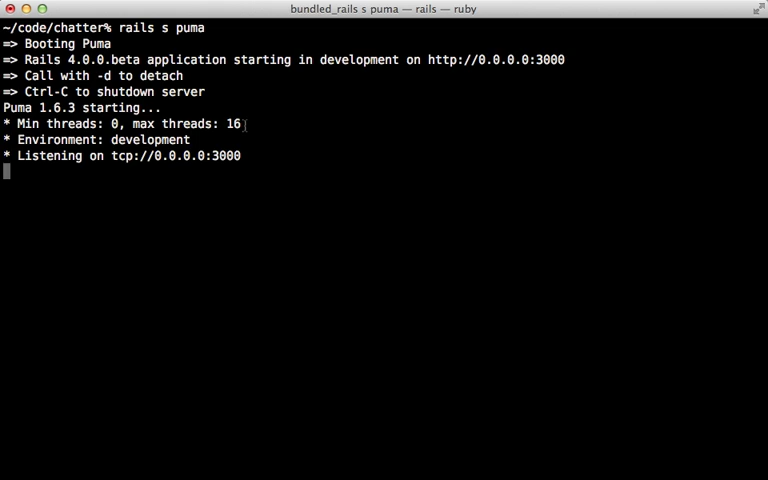 bundled_rails s puma — rails — ruby
~/code/chatter% rails s puma
=> Booting Puma
=> Rails 4.0.0.beta application starting in development on http://0.0.0.0:3000
=> Call with -d to detach
=> Ctrl-C to shutdown server
Puma 1.6.3 starting...
* Min threads: 0, max threads: 16
* Environment: development
* Listening on tcp://0.0.0.0:3000